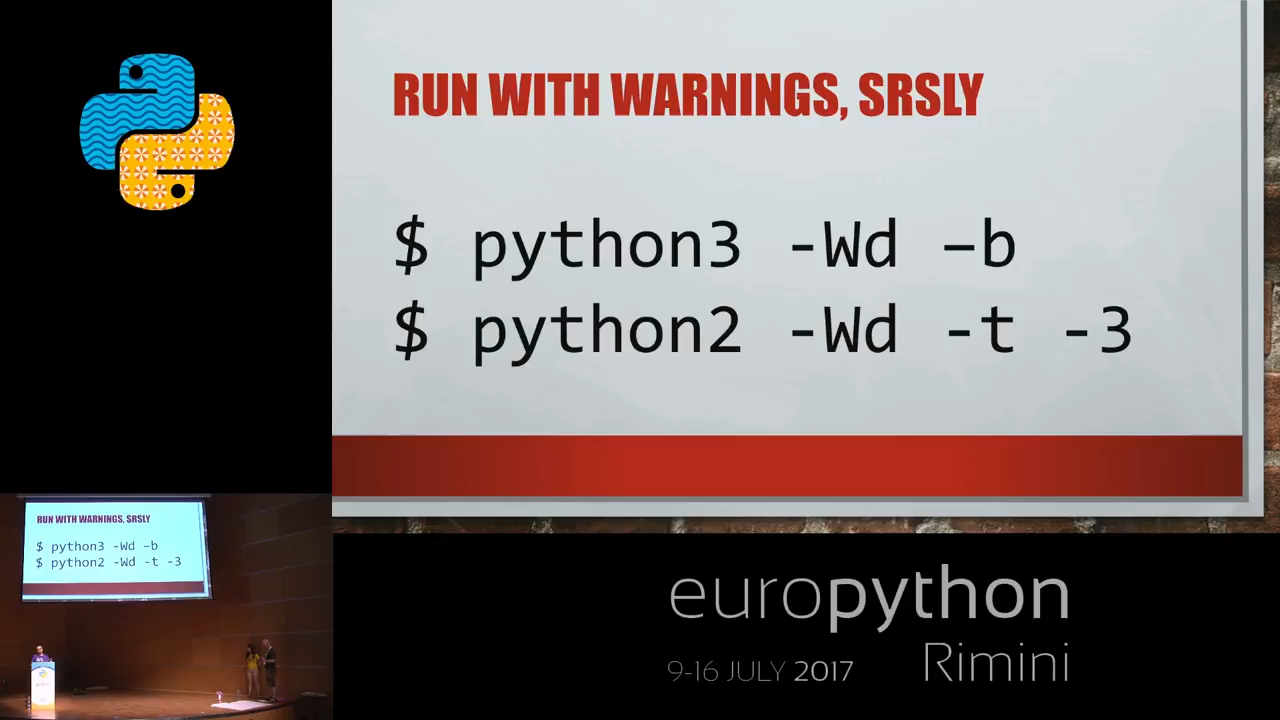 RUN WITH WARNINGS, SRSLY
$ python3 -Wd –b
$ python2 -Wd -t -3
RUN WITH WARNINGS, SRSLY
$ python3 -Wd –b
$ python2 -Wd -t -3
europython
9-16 JULY 2017
Rimini